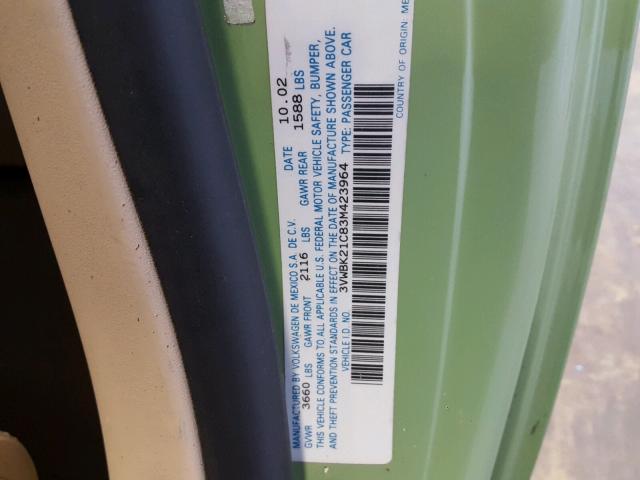 MANUFACTURED BY VOLKSWAGEN DE MEXICO S.A. DE C.V. DATE 10.02
GVWR 3660 LBS GAWR FRONT 2116 LBS GAWR REAR 1588 LBS
THIS VEHICLE CONFORMS TO ALL APPLICABLE U.S. FEDERAL MOTOR VEHICLE SAFETY, BUMPER,
AND THEFT PREVENTION STANDARDS IN EFFECT ON THE DATE OF MANUFACTURE SHOWN ABOVE.
VEHICLE I.D. NO. 3VWBK21C83M423964 TYPE: PASSENGER CAR
COUNTRY OF ORIGIN: ME